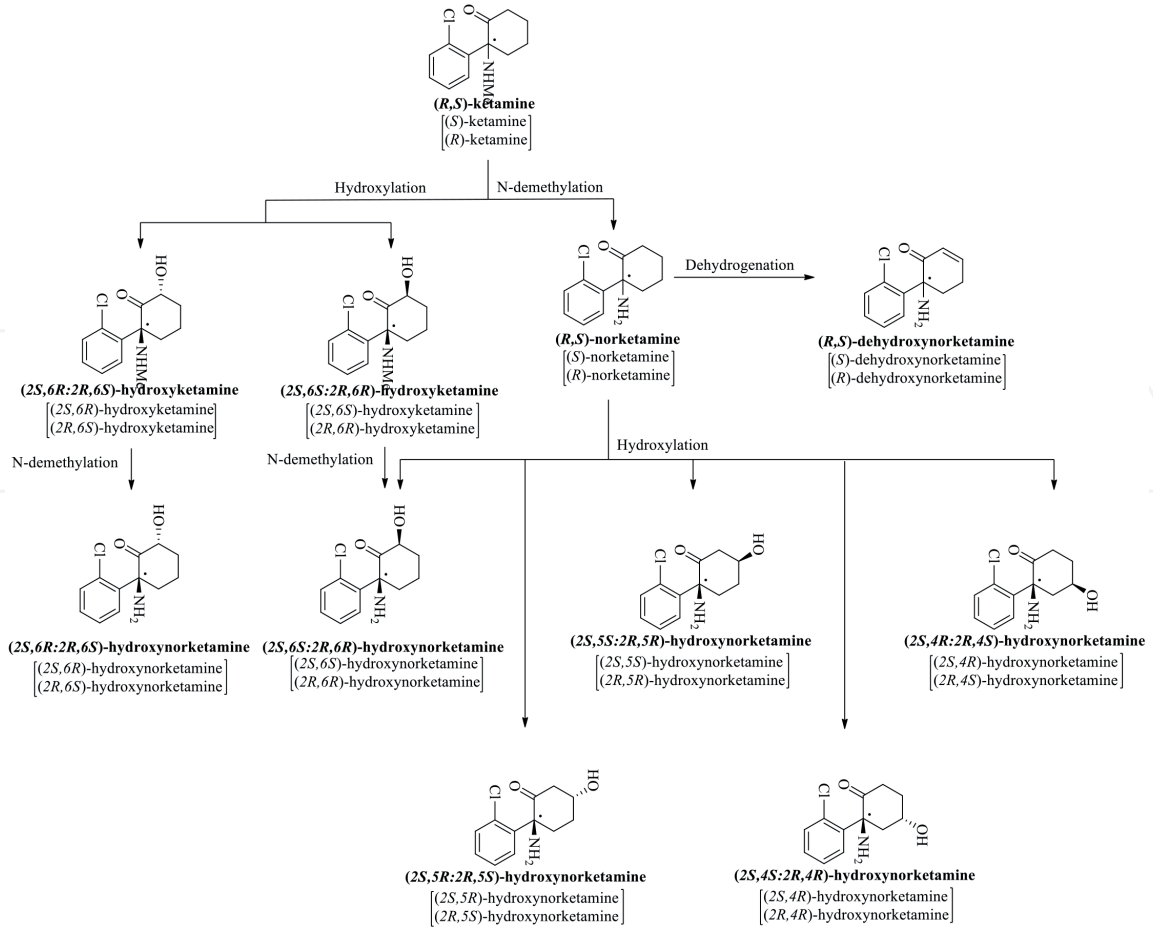 O
Cl
NHMe
(R,S)-ketamine
(S)-ketamine
(R)-ketamine
Hydroxylation
N-demethylation
HO
O
Cl
NHMe
(2S,6R:2R,6S)-hydroxyketamine
(2S,6R)-hydroxyketamine
(2R,6S)-hydroxyketamine
HO
O
Cl
NHMe
(2S,6S:2R,6R)-hydroxyketamine
(2S,6S)-hydroxyketamine
(2R,6R)-hydroxyketamine
O
Cl
NH2
(R,S)-norketamine
(S)-norketamine
(R)-norketamine
Dehydrogenation
O
Cl
NH2
(R,S)-dehydroxynorketamine
(S)-dehydroxynorketamine
(R)-dehydroxynorketamine
N-demethylation
N-demethylation
Hydroxylation
HO
O
Cl
NH2
(2S,6R:2R,6S)-hydroxynorketamine
(2S,6R)-hydroxynorketamine
(2R,6S)-hydroxynorketamine
HO
O
Cl
NH2
(2S,6S:2R,6R)-hydroxynorketamine
(2S,6S)-hydroxynorketamine
(2R,6R)-hydroxynorketamine
HO
O
Cl
NH2
(2S,5S:2R,5R)-hydroxynorketamine
(2S,5S)-hydroxynorketamine
(2R,5R)-hydroxynorketamine
O
Cl
OH
NH2
(2S,4R:2R,4S)-hydroxynorketamine
(2S,4R)-hydroxynorketamine
(2R,4S)-hydroxynorketamine
HO
O
Cl
NH2
(2S,5R:2R,5S)-hydroxynorketamine
(2S,5R)-hydroxynorketamine
(2R,5S)-hydroxynorketamine
O
Cl
OH
NH2
(2S,4S:2R,4R)-hydroxynorketamine
(2S,4R)-hydroxynorketamine
(2R,4R)-hydroxynorketamine